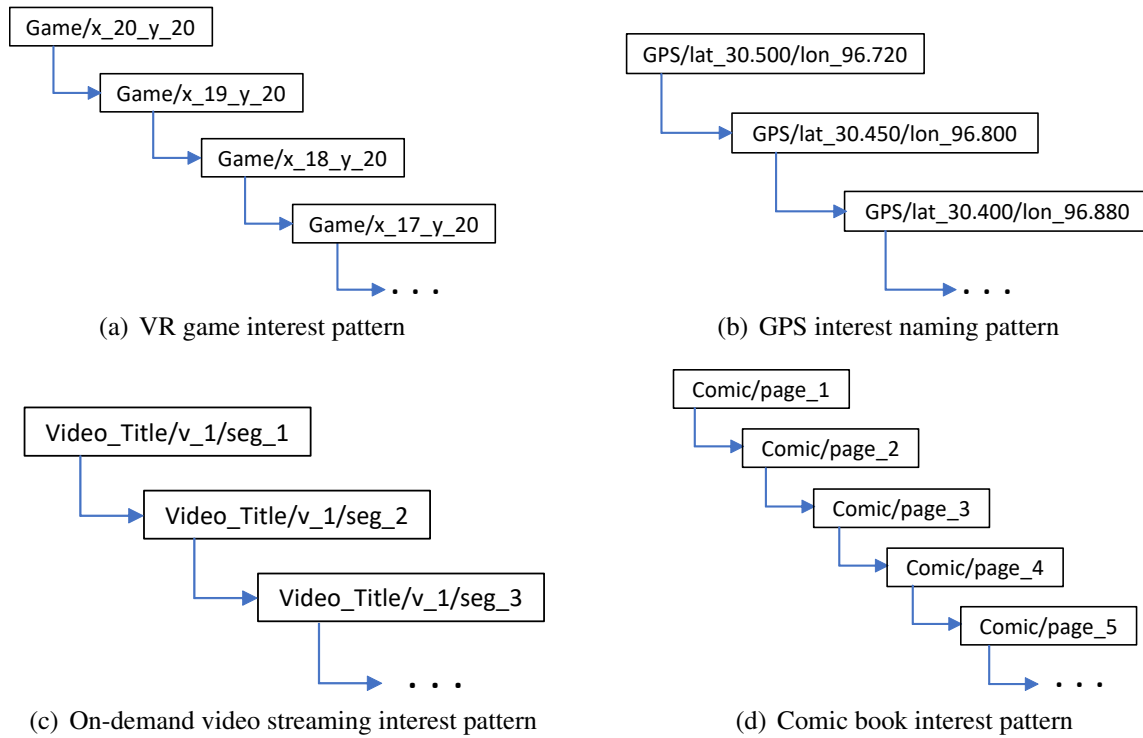 Game/x_20_y_20
Game/x_19_y_20
Game/x_18_y_20
Game/x_17_y_20
. . .
(a) VR game interest pattern
GPS/lat_30.500/lon_96.720
GPS/lat_30.450/lon_96.800
GPS/lat_30.400/lon_96.880
. . .
(b) GPS interest naming pattern
Video_Title/v_1/seg_1
Video_Title/v_1/seg_2
Video_Title/v_1/seg_3
. . .
(c) On-demand video streaming interest pattern
Comic/page_1
Comic/page_2
Comic/page_3
Comic/page_4
Comic/page_5
. . .
(d) Comic book interest pattern